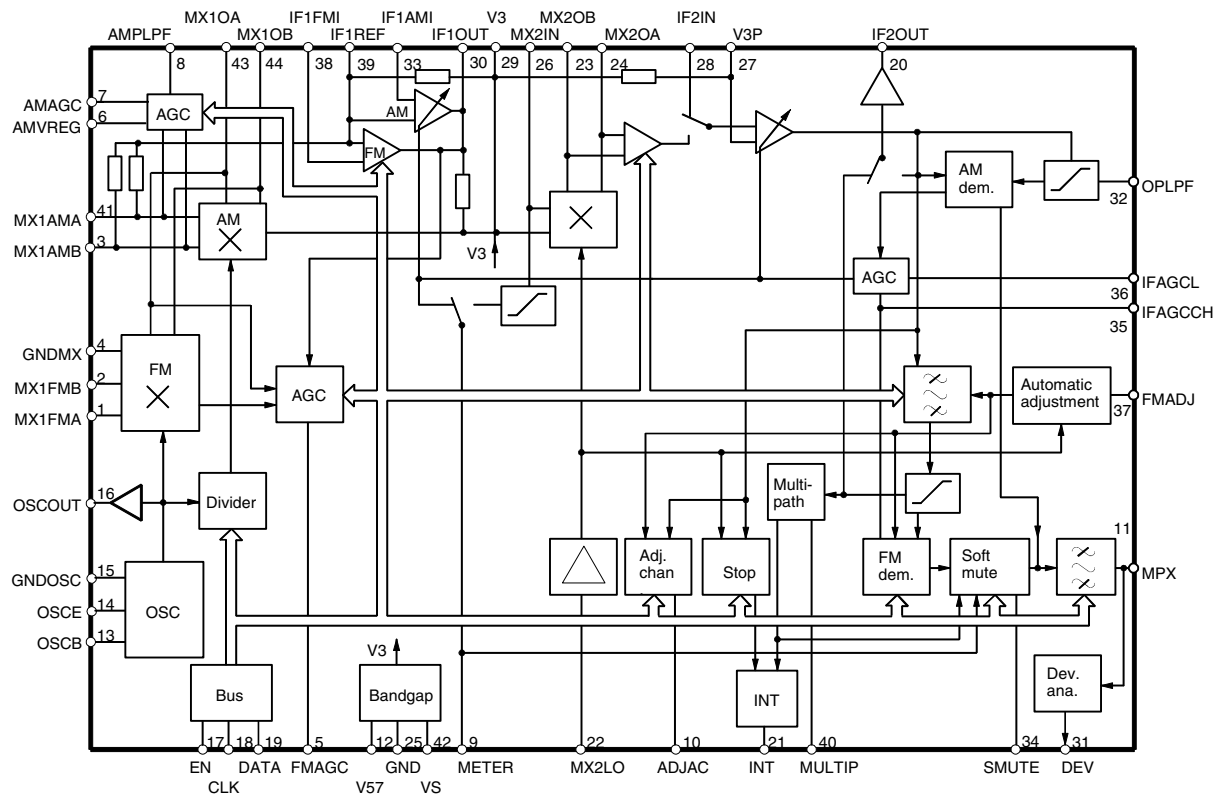 MX1OA IF1FMI IF1AMI V3 MX2OB IF2IN V3P IF2OUT
AMPLPF MX1OB IF1REF IF1OUT MX2IN MX2OA
8 43 44 38 39 33 30 29 26 23 24 28 27 20
AMAGC 7
AGC
AMVREG 6
AM
FM
AM
dem.
OPLPF
32
MX1AMA 41
AM
MX1AMB 3
V3
AGC
IFAGCL
36
IFAGCCH
35
GNDMX 4
FM
MX1FMB 2
AGC
Automatic
adjustment
FMADJ
37
MX1FMA 1
OSCOUT 16
Divider
Multi-
path
11
GNDOSC 15
OSC
Adj.
chan
Stop
FM
dem.
Soft
mute
MPX
OSCE 14
OSCB 13
V3
Bus
Bandgap
INT
Dev.
ana.
17 18 19 5 12 25 42 9 22 10 21 40 34 31
EN DATA FMAGC GND METER MX2LO ADJAC INT MULTIP SMUTE DEV
CLK V57 VS